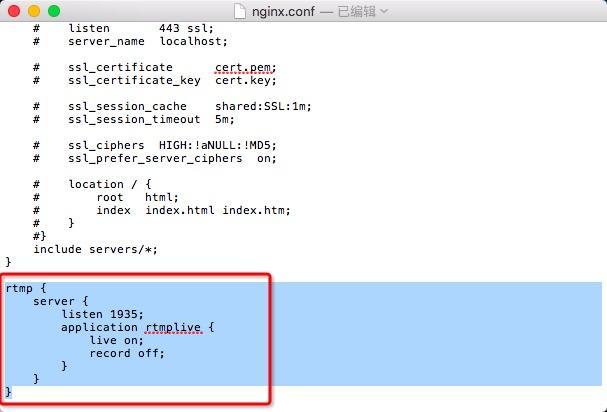 nginx.conf — 已编辑
#    listen       443 ssl;
#    server_name  localhost;
#    ssl_certificate      cert.pem;
#    ssl_certificate_key  cert.key;
#    ssl_session_cache    shared:SSL:1m;
#    ssl_session_timeout  5m;
#    ssl_ciphers  HIGH:!aNULL:!MD5;
#    ssl_prefer_server_ciphers  on;
#    location / {
#        root   html;
#        index  index.html index.htm;
#    }
#}
include servers/*;
}
rtmp {
server {
listen 1935;
application rtmplive {
live on;
record off;
}
}
}